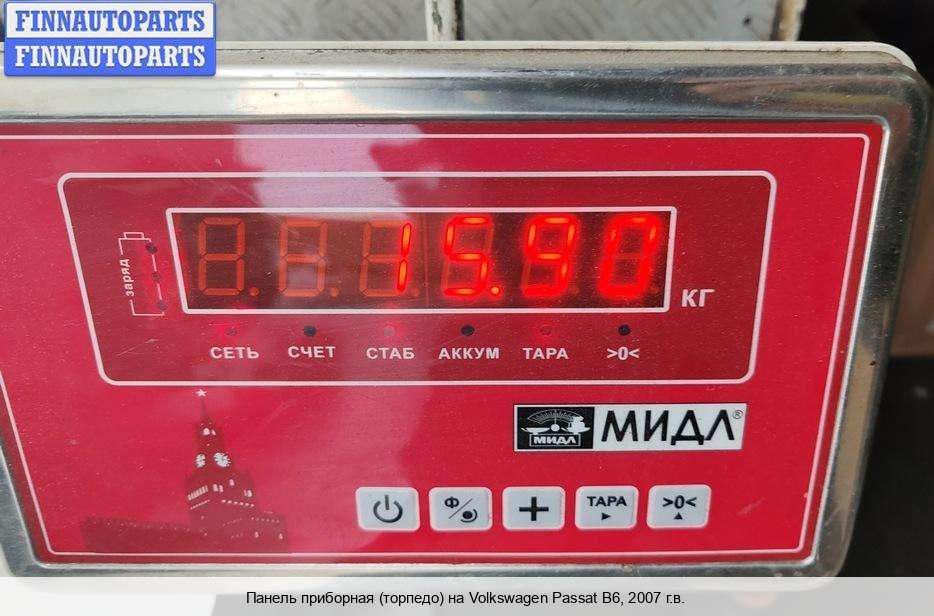 FINNAUTOPARTS
FINNAUTOPARTS
заряд
15.90
КГ
СЕТЬ СЧЕТ СТАБ АККУМ ТАРА >0<
МИДЛ
МИДЛ®
Ф/
+
ТАРА
>0<
Панель приборная (торпедо) на Volkswagen Passat B6, 2007 г.в.